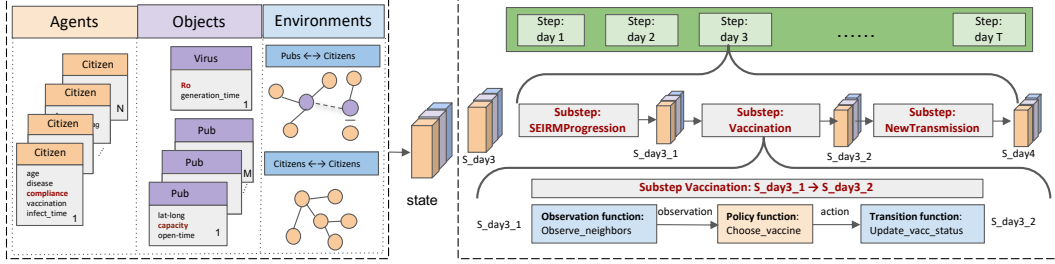 Agents
Objects
Environments
Citizen
N
Citizen
Citizen
Citizen
age
disease
compliance
vaccination
infect_time
1
Virus
Ro
generation_time
1
Pub
M
Pub
Pub
lat-long
capacity
open-time
1
Pubs ←→ Citizens
Citizens ←→ Citizens
state
Step:
day 1
Step:
day 2
Step:
day 3
......
Step:
day T
S_day3
Substep:
SEIRMProgression
S_day3_1
Substep:
Vaccination
S_day3_2
Substep:
NewTransmission
S_day4
Substep Vaccination: S_day3_1 → S_day3_2
S_day3_1
Observation function:
Observe_neighbors
observation
Policy function:
Choose_vaccine
action
Transition function:
Update_vacc_status
S_day3_2